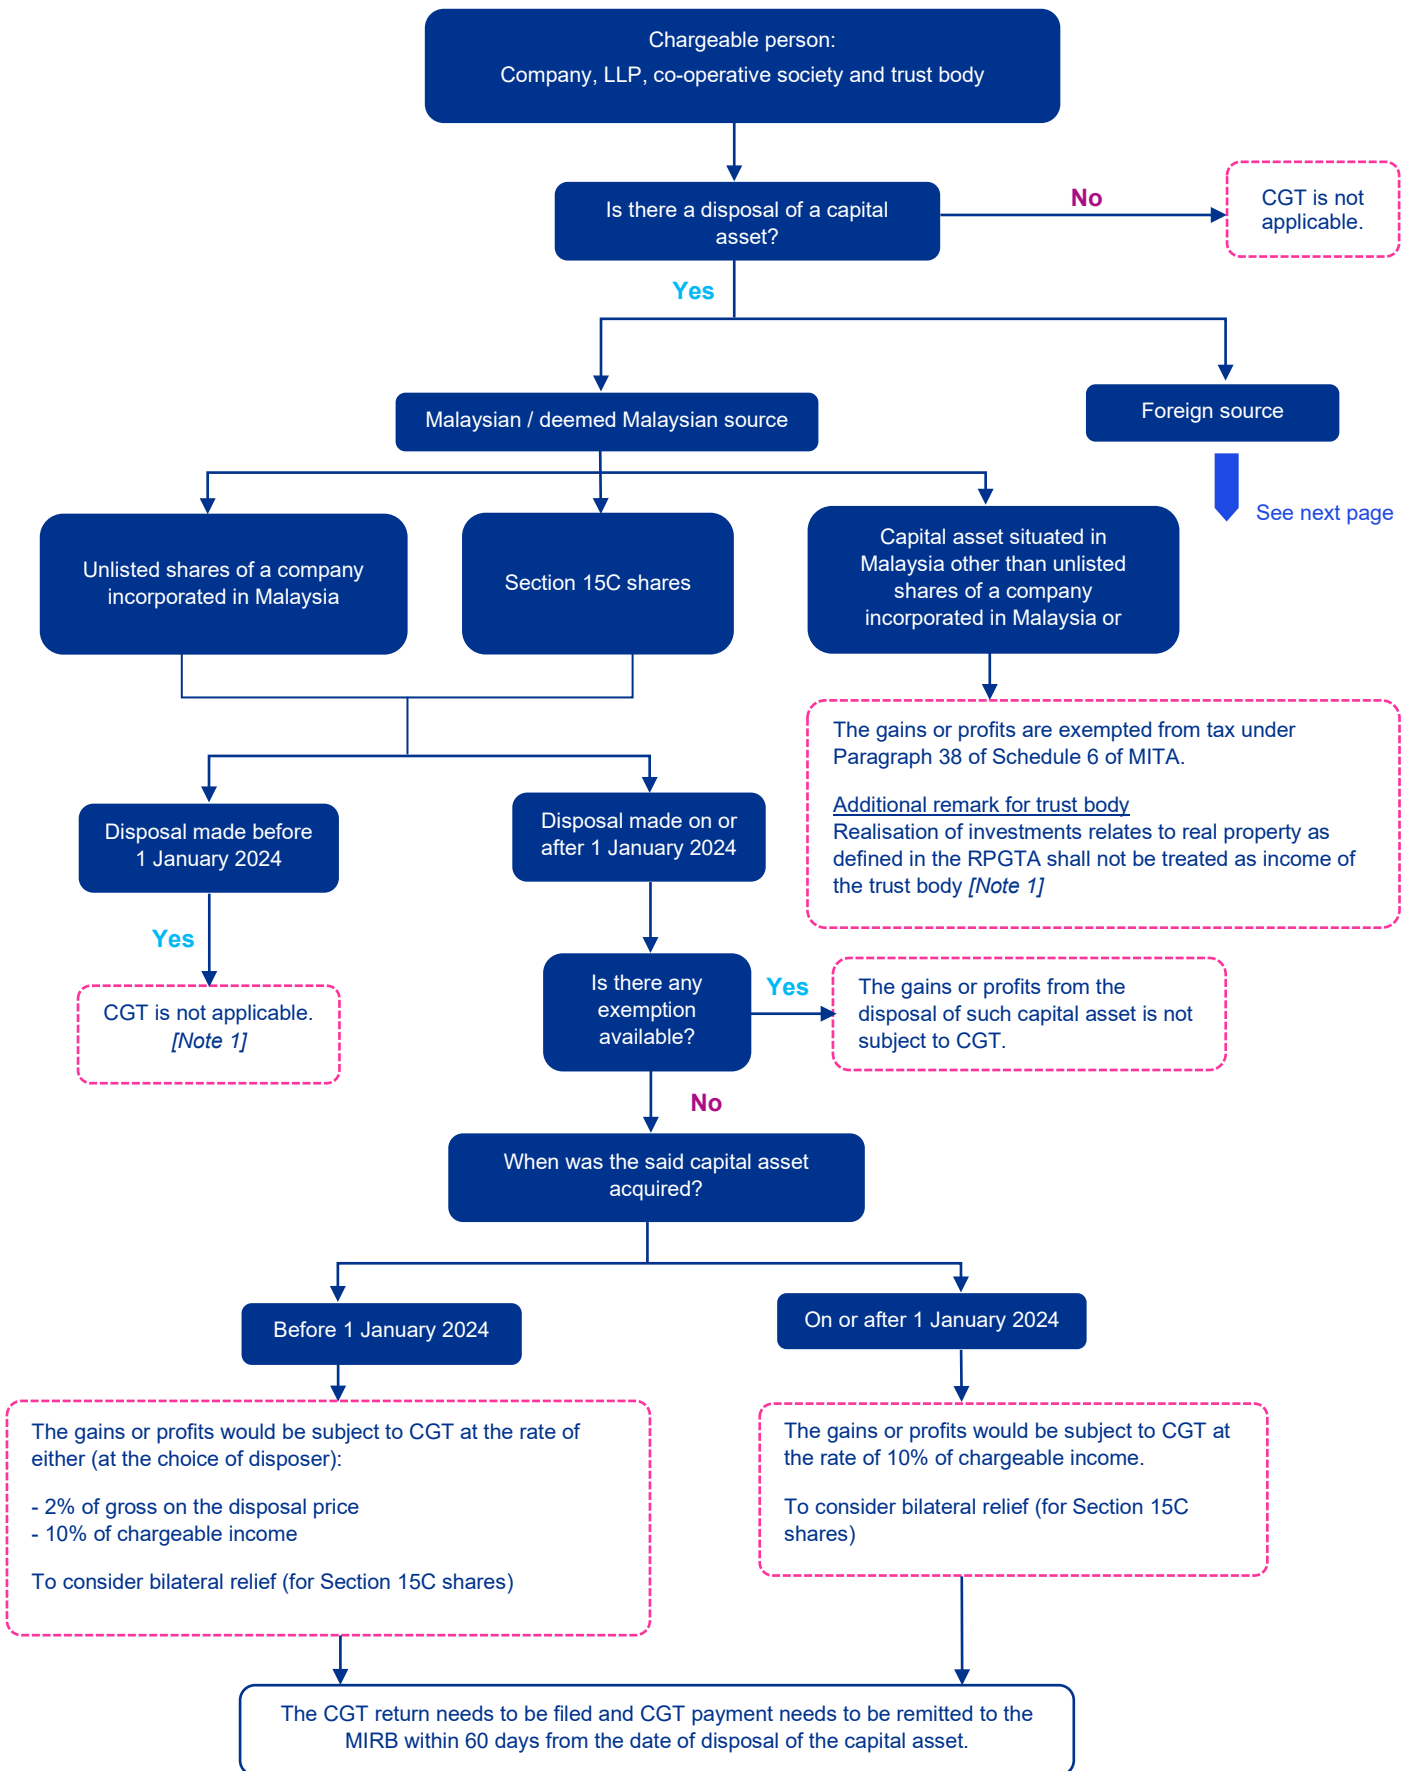 Chargeable person:
Company, LLP, co-operative society and trust body
Is there a disposal of a capital
asset?
No
CGT is not
applicable.
Yes
Malaysian / deemed Malaysian source
Foreign source
See next page
Unlisted shares of a company
incorporated in Malaysia
Section 15C shares
Capital asset situated in
Malaysia other than unlisted
shares of a company
incorporated in Malaysia or
The gains or profits are exempted from tax under
Paragraph 38 of Schedule 6 of MITA.
Additional remark for trust body
Realisation of investments relates to real property as
defined in the RPGTA shall not be treated as income of
the trust body [Note 1]
Disposal made before
1 January 2024
Disposal made on or
after 1 January 2024
Yes
CGT is not applicable.
[Note 1]
Is there any
exemption
available?
Yes
The gains or profits from the
disposal of such capital asset is not
subject to CGT.
No
When was the said capital asset
acquired?
Before 1 January 2024
On or after 1 January 2024
The gains or profits would be subject to CGT at the rate of
either (at the choice of disposer):
- 2% of gross on the disposal price
- 10% of chargeable income
To consider bilateral relief (for Section 15C shares)
The gains or profits would be subject to CGT at
the rate of 10% of chargeable income.
To consider bilateral relief (for Section 15C
shares)
The CGT return needs to be filed and CGT payment needs to be remitted to the
MIRB within 60 days from the date of disposal of the capital asset.